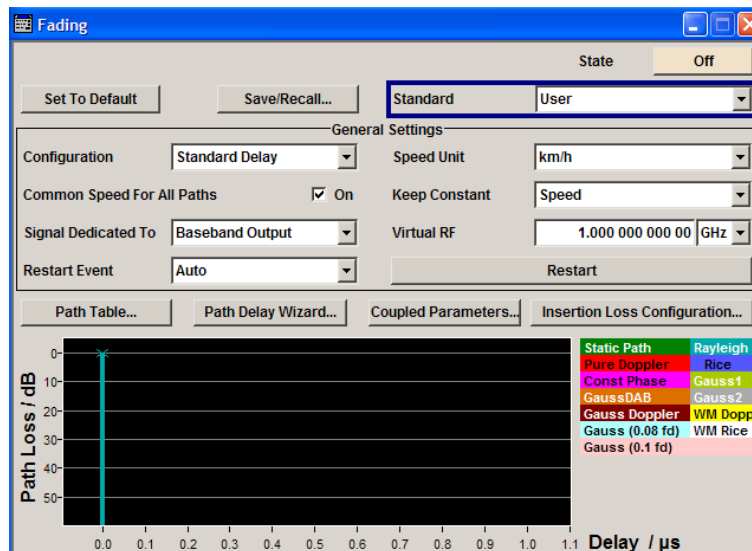 Fading
State Off
Set To Default Save/Recall... Standard User
General Settings
Configuration Standard Delay Speed Unit km/h
Common Speed For All Paths On Keep Constant Speed
Signal Dedicated To Baseband Output Virtual RF 1.000 000 000 00 GHz
Restart Event Auto Restart
Path Table... Path Delay Wizard... Coupled Parameters... Insertion Loss Configuration...
Static Path Rayleigh
Pure Doppler Rice
Const Phase Gauss1
GaussDAB Gauss2
Gauss Doppler WM Dopp
Gauss (0.08 fd) WM Rice
Gauss (0.1 fd)
Path Loss / dB
0
10
20
30
40
50
0.0 0.1 0.2 0.3 0.4 0.5 0.6 0.7 0.8 0.9 1.0 1.1 Delay / µs